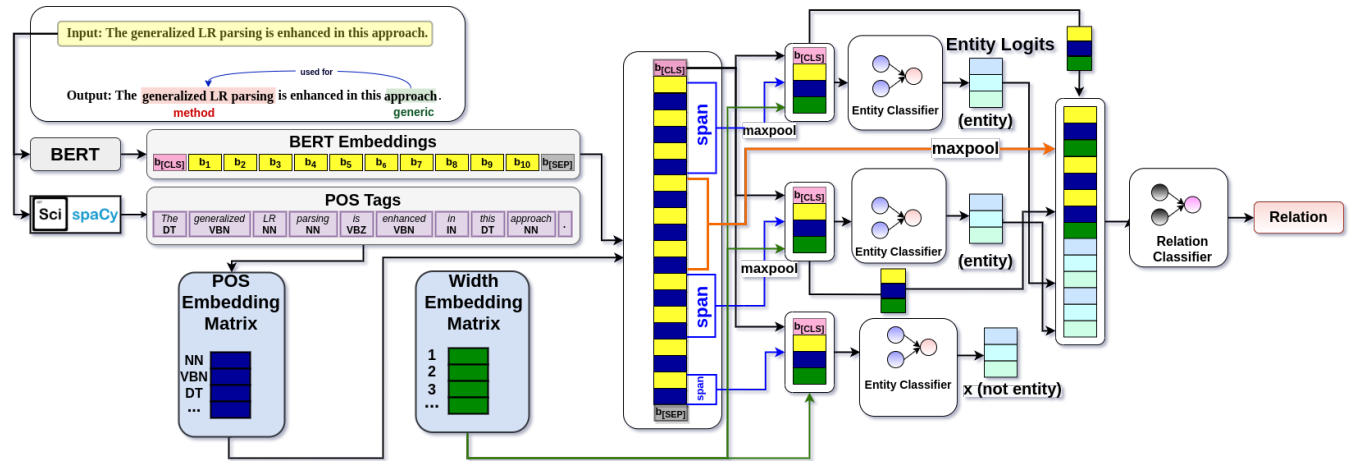 Input: The generalized LR parsing is enhanced in this approach.
used for
Output: The generalized LR parsing is enhanced in this approach.
method generic
BERT
BERT Embeddings
b[CLS] b1 b2 b3 b4 b5 b6 b7 b8 b9 b10 b[SEP]
Sci spaCy
POS Tags
The generalized LR parsing is enhanced in this approach .
DT VBN NN NN VBZ VBN IN DT NN
POS
Embedding
Matrix
NN
VBN
DT
...
Width
Embedding
Matrix
1
2
3
...
b[CLS]
span
span
span
b[SEP]
maxpool
maxpool
maxpool
b[CLS]
Entity Classifier
Entity Logits
(entity)
b[CLS]
Entity Classifier
(entity)
b[CLS]
Entity Classifier
x (not entity)
Relation
Classifier
Relation